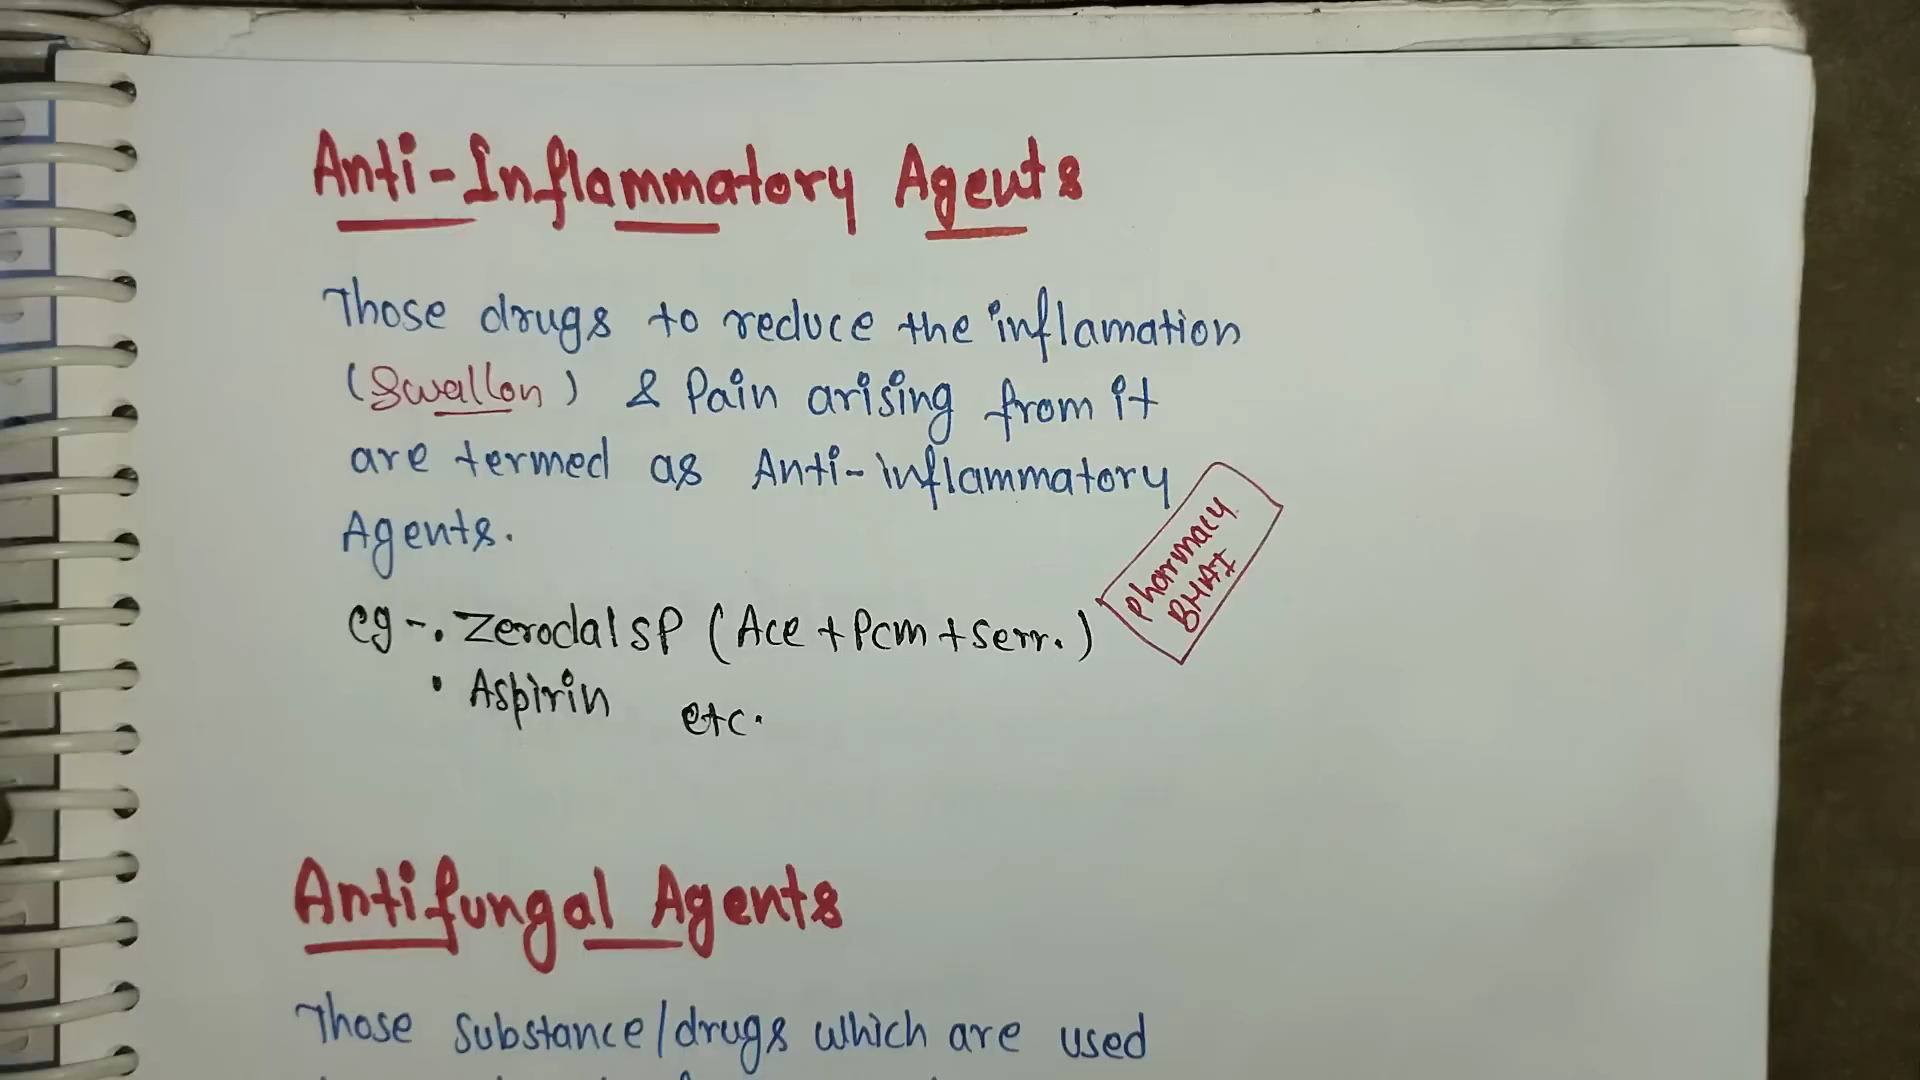 Anti-Inflammatory Agents
Those drugs to reduce the inflamation
(Swallon) & Pain arising from it
are termed as Anti-inflammatory
Agents.
Pharmacy
BHAI
eg-. Zerodal SP (Ace + Pcm + Serr.)
• Aspirin etc.
Antifungal Agents
Those substance/drugs which are used